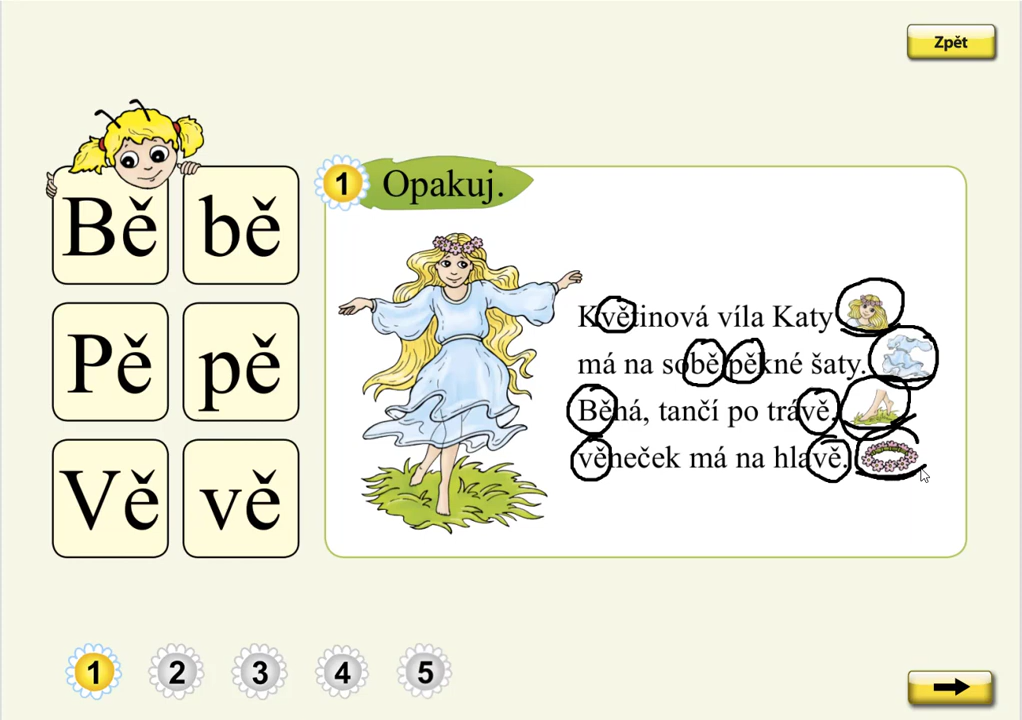 Zpět
Bě bě
Pě pě
Vě vě
1 Opakuj.
Květinová víla Katy
má na sobě pěkné šaty.
Běhá, tančí po trávě.
věneček má na hlavě.
1 2 3 4 5